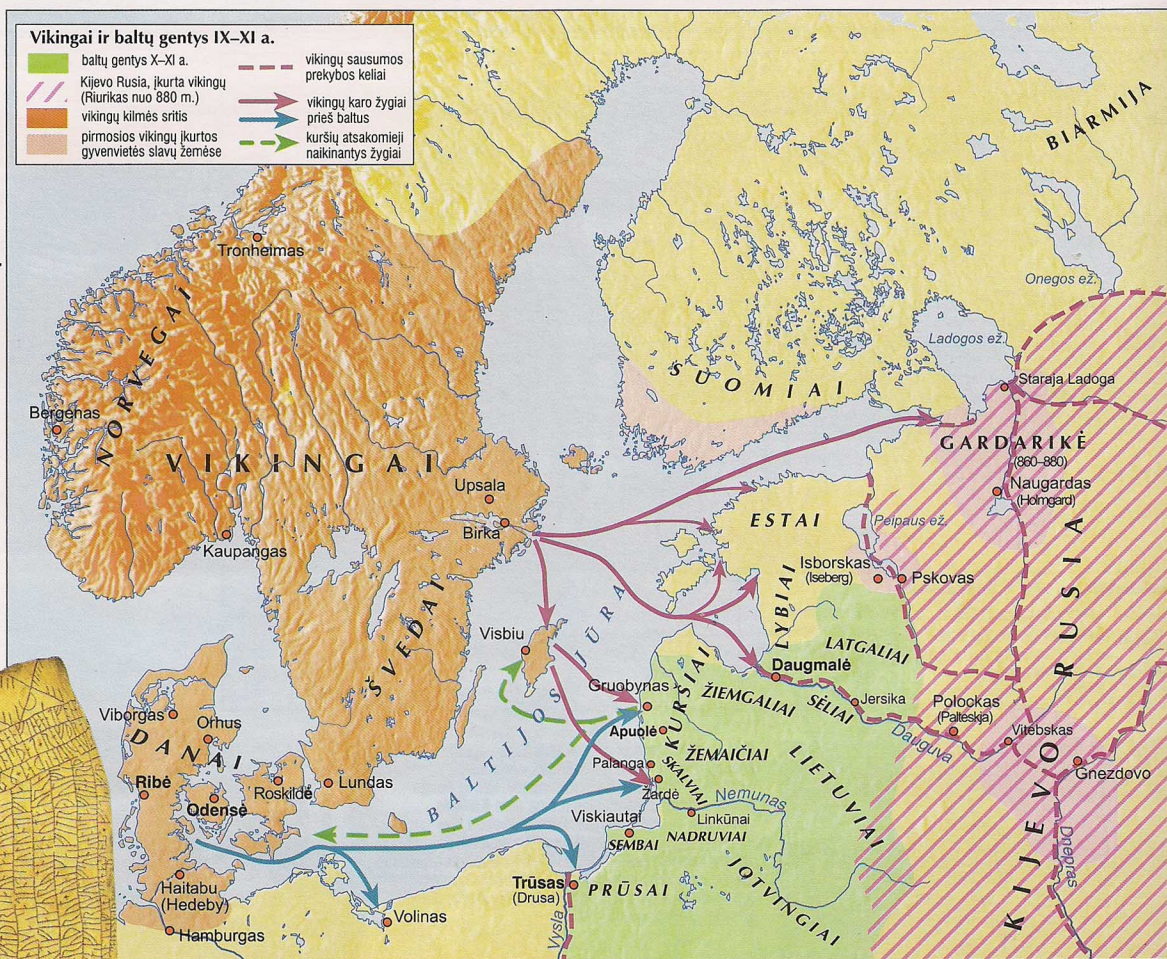 Vikingai ir baltų gentys IX–XI a.
baltų gentys X–XI a.
Kijevo Rusia, įkurta vikingų
(Riurikas nuo 880 m.)
vikingų kilmės sritis
pirmosios vikingų įkurtos
gyvenvietės slavų žemėse
vikingų sausumos
prekybos keliai
vikingų karo žygiai
prieš baltus
kuršių atsakomieji
naikinantys žygiai
BIARMIJA
Tronheimas
Onegos ež.
NORVEGAI
Ladogos ež.
SUOMIAI
Staraja Ladoga
Bergenas
GARDARIKĖ
(860–880)
VIKINGAI
Upsala
Naugardas
(Holmgard)
Birka
ESTAI
Peipaus ež.
Kaupangas
Isborskas
(Iseberg)
Pskovas
LYBIAI
ŠVEDAI
BALTIJOS JŪRA
Visbiu
LATGALIAI
KIJEVO RUSIA
Daugmalė
Gruobynas
KURŠIAI
ŽIEMGALIAI
SĖLIAI
Jersika
Viborgas
Orhus
Polockas
(Palteskja)
DANAI
Apuolė
ŽEMAIČIAI
Dauguva
Vitebskas
Palanga
SKALVIAI
LIETUVIAI
Gnezdovo
Ribė
Roskildė
Lundas
Žardė
Nemunas
Odensė
Linkūnai
Viskiautai
SEMBAI
NADRUVIAI
Dnepras
JOTVINGIAI
Haitabu
(Hedeby)
Trūsas
(Drusa)
PRŪSAI
Volinas
Vysla
Hamburgas